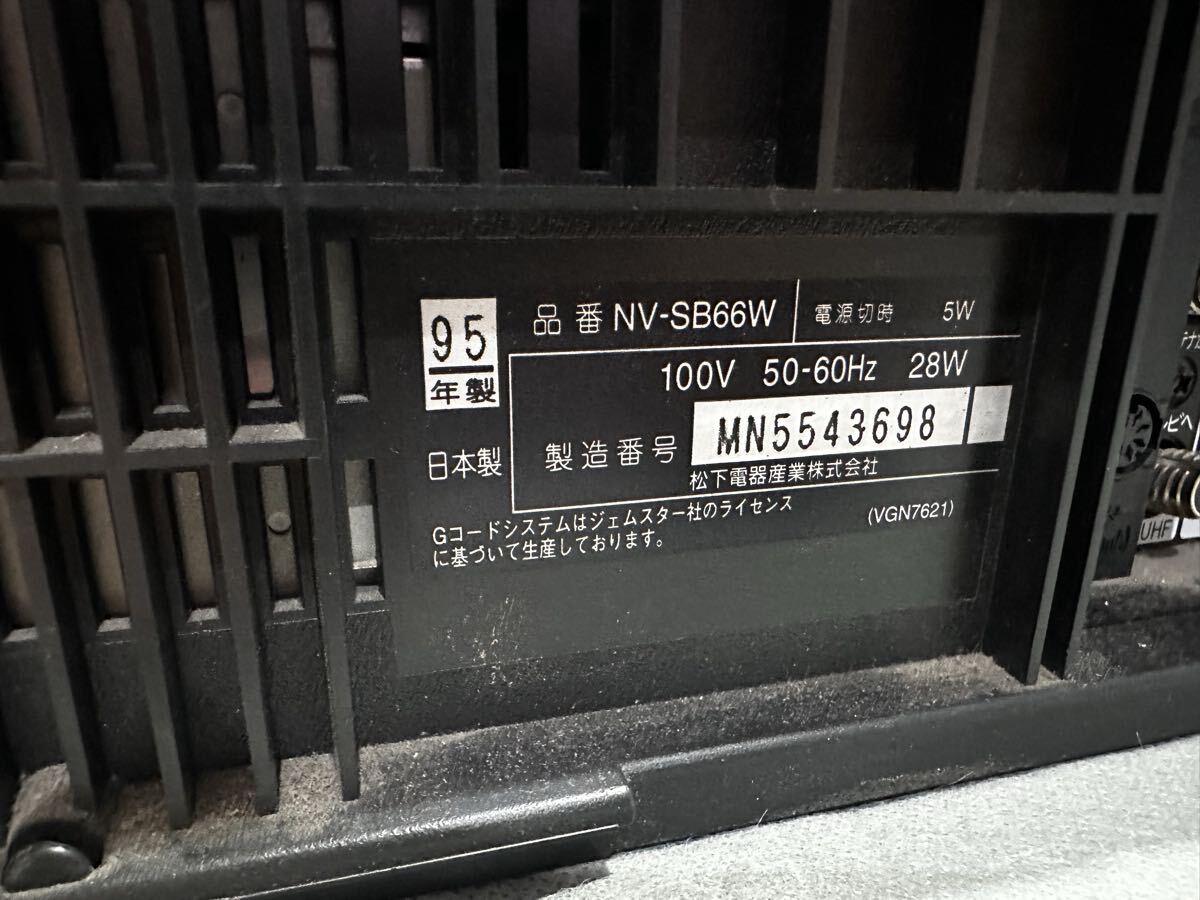 95
年製
品番 NV-SB66W
電源切時 5W
100V 50-60Hz 28W
日本製
製造番号 MN5543698
松下電器産業株式会社
Gコードシステムはジェムスター社のライセンス
に基づいて生産しております。
(VGN7621)
ビへ
UHF